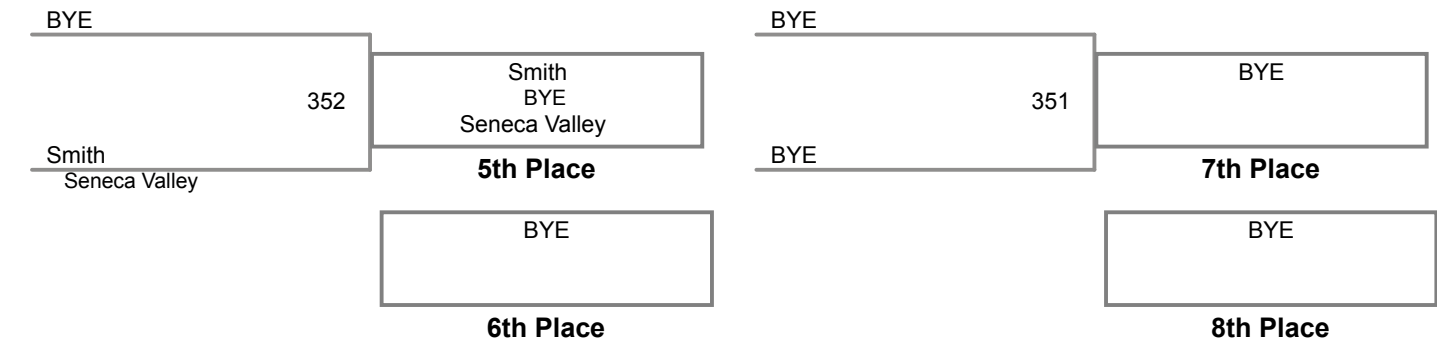 BYE
352
Smith
Seneca Valley
Smith
BYE
Seneca Valley
5th Place
BYE
6th Place
BYE
351
BYE
BYE
7th Place
BYE
8th Place